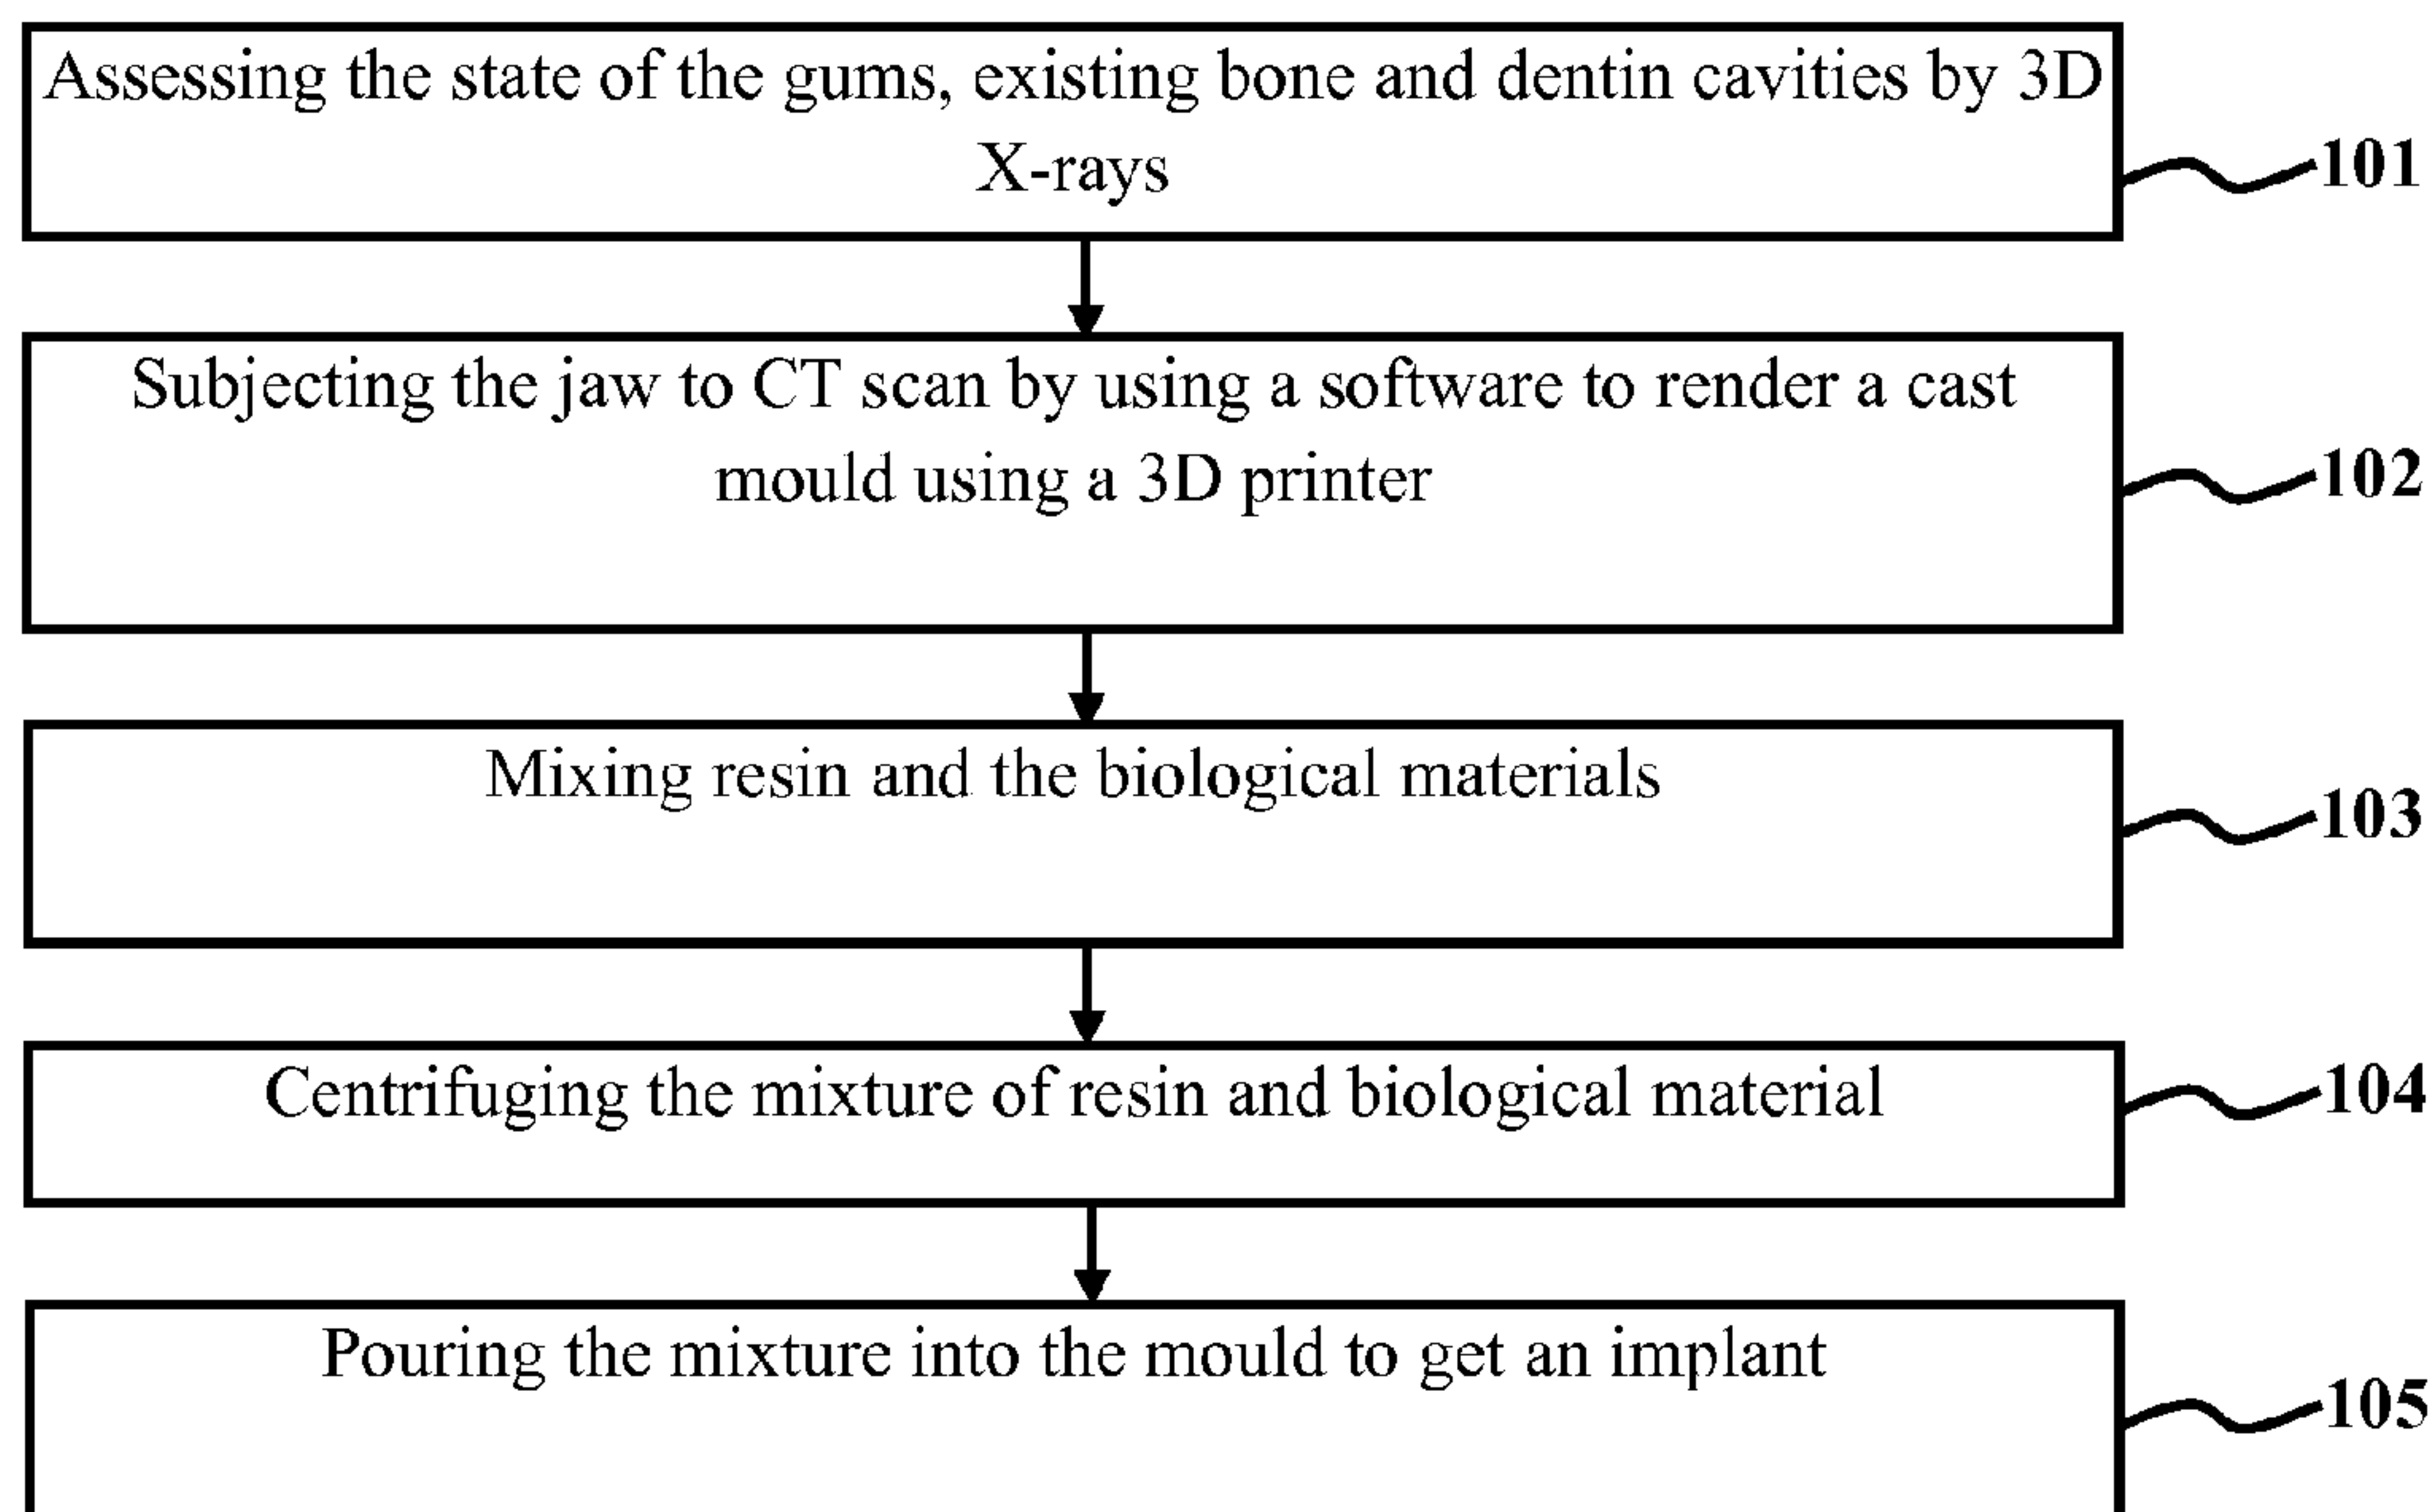 Assessing the state of the gums, existing bone and dentin cavities by 3D
X-rays
101
Subjecting the jaw to CT scan by using a software to render a cast
mould using a 3D printer
102
Mixing resin and the biological materials
103
Centrifuging the mixture of resin and biological material
104
Pouring the mixture into the mould to get an implant
105